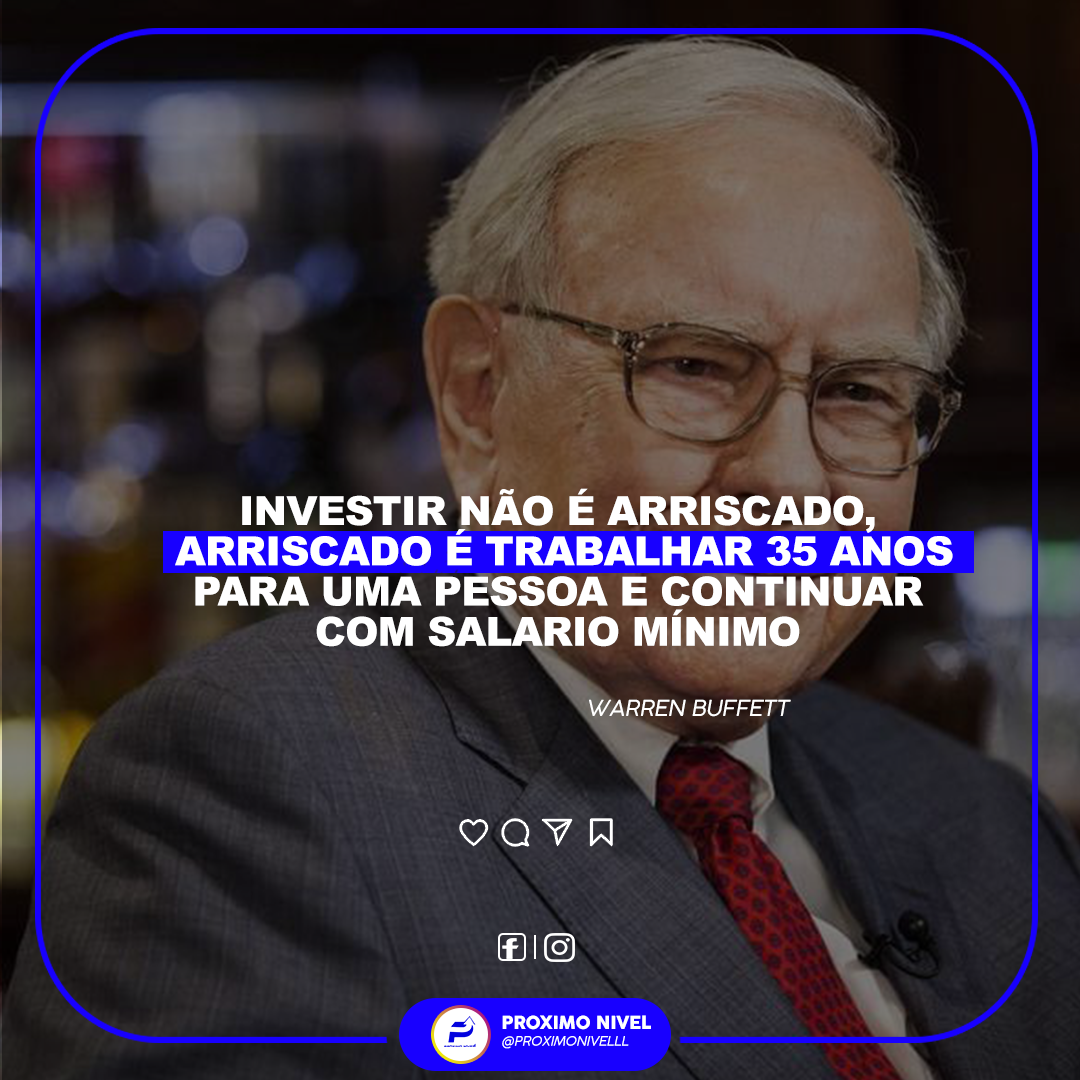 INVESTIR NÃO É ARRISCADO,
ARRISCADO É TRABALHAR 35 ANOS
PARA UMA PESSOA E CONTINUAR
COM SALARIO MÍNIMO
WARREN BUFFETT
PROXIMO NIVEL
@PROXIMONIVELLL